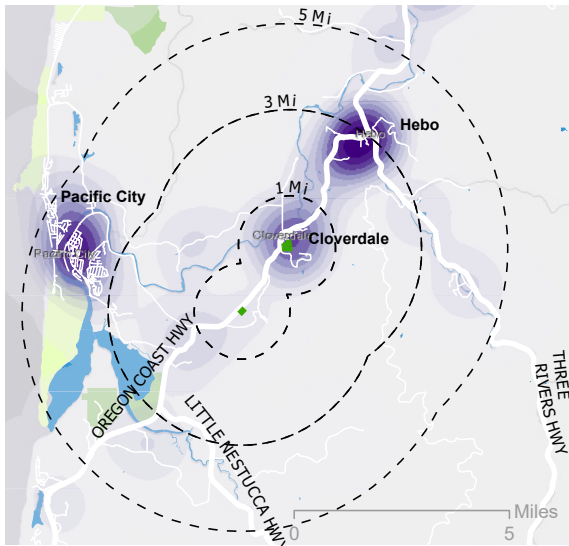 5 Mi
3 Mi
Hebo
Hebo
1 Mi
Pacific City
Cloverdale
Cloverdale
Pacific City
OREGON COAST HWY
THREE
RIVERS HWY
LITTLE NESTUCCA HWY
Miles
0
5